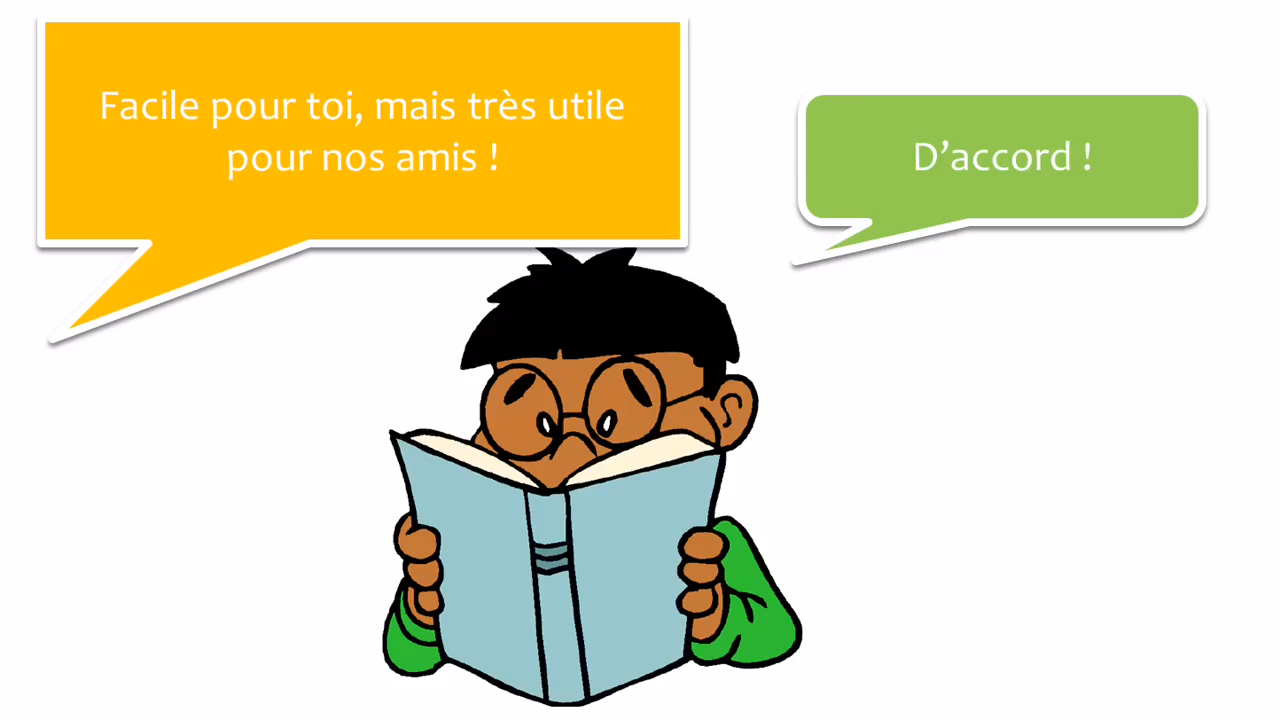 Facile pour toi, mais très utile
pour nos amis !
D’accord !